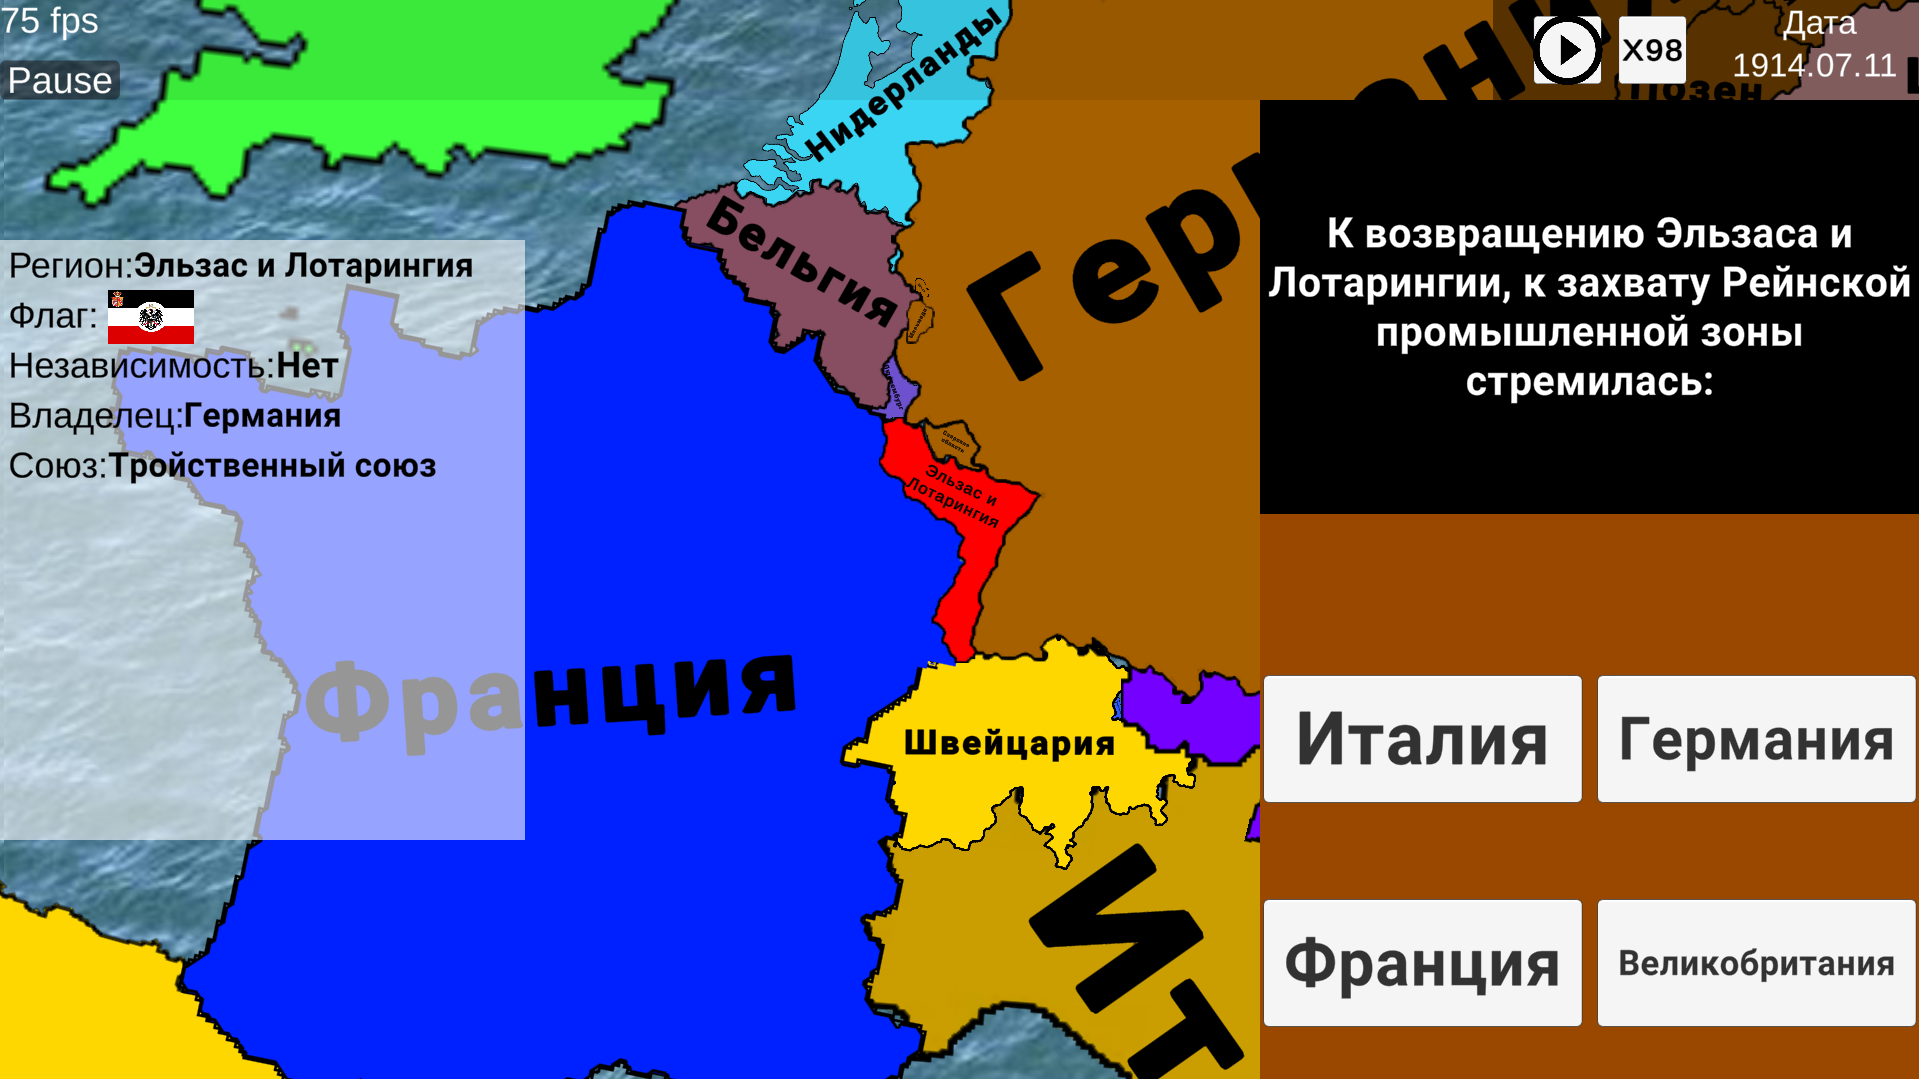 75 fps
Pause
X98
Дата
1914.07.11
Позен
Нидерланды
Бельгия
Гер
Регион:Эльзас и Лотарингия
Флаг:
Независимость:Нет
Владелец:Германия
Союз:Тройственный союз
Эльзас и
Лотарингия
Франция
Швейцария
Ит
К возвращению Эльзаса и
Лотарингии, к захвату Рейнской
промышленной зоны
стремилась:
Италия
Германия
Франция
Великобритания